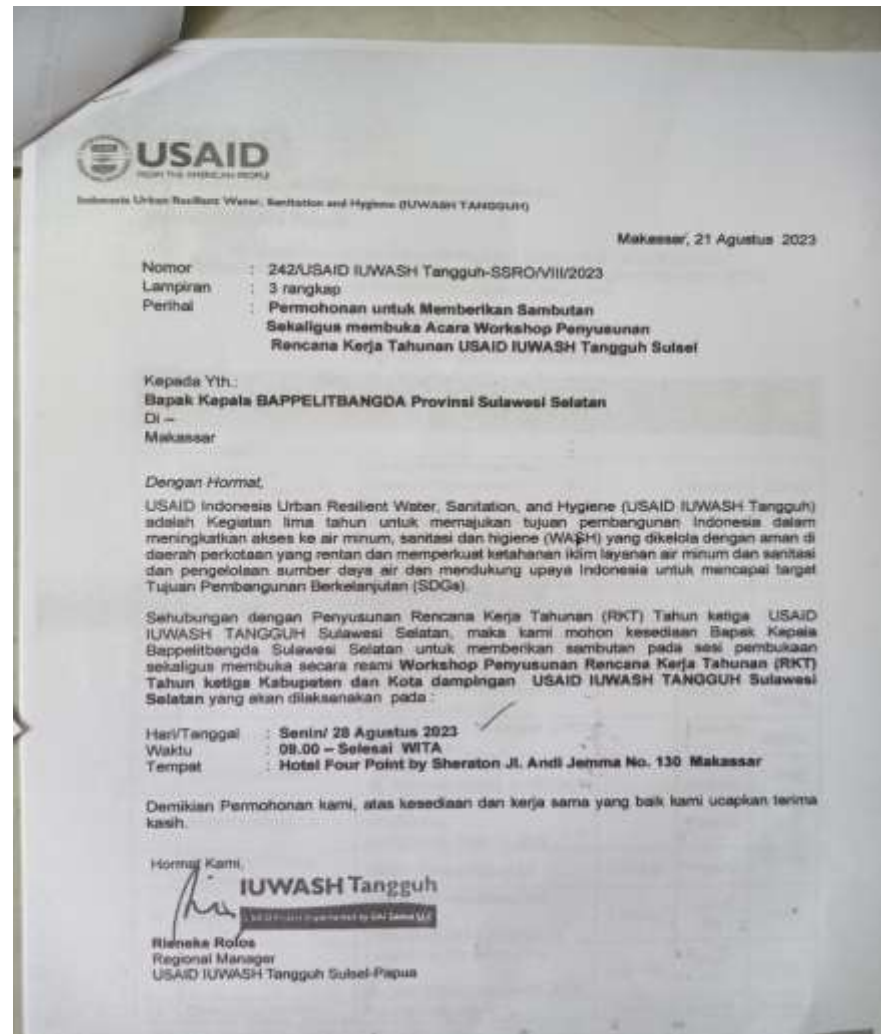 USAID
FROM THE AMERICAN PEOPLE
Indonesia Urban Resilient Water, Sanitation and Hygiene (IUWASH TANGGUH)
Makassar, 21 Agustus 2023
Nomor : 242/USAID IUWASH Tangguh-SSRO/VIII/2023
Lampiran : 3 rangkap
Perihal : Permohonan untuk Memberikan Sambutan
Sekaligus membuka Acara Workshop Penyusunan
Rencana Kerja Tahunan USAID IUWASH Tangguh Sulsel
Kepada Yth.:
Bapak Kepala BAPPELITBANGDA Provinsi Sulawesi Selatan
Di –
Makassar
Dengan Hormat,
USAID Indonesia Urban Resilient Water, Sanitation, and Hygiene (USAID IUWASH Tangguh)
adalah Kegiatan lima tahun untuk memajukan tujuan pembangunan Indonesia dalam
meningkatkan akses ke air minum, sanitasi dan higiene (WASH) yang dikelola dengan aman di
daerah perkotaan yang rentan dan memperkuat ketahanan iklim layanan air minum dan sanitasi
dan pengelolaan sumber daya air dan mendukung upaya Indonesia untuk mencapai target
Tujuan Pembangunan Berkelanjutan (SDGs).
Sehubungan dengan Penyusunan Rencana Kerja Tahunan (RKT) Tahun ketiga USAID
IUWASH TANGGUH Sulawesi Selatan, maka kami mohon kesediaan Bapak Kepala
Bappelitbangda Sulawesi Selatan untuk memberikan sambutan pada sesi pembukaan
sekaligus membuka secara resmi Workshop Penyusunan Rencana Kerja Tahunan (RKT)
Tahun ketiga Kabupaten dan Kota dampingan USAID IUWASH TANGGUH Sulawesi
Selatan yang akan dilaksanakan pada :
Hari/Tanggal : Senin/ 28 Agustus 2023
Waktu : 09.00 – Selesai WITA
Tempat : Hotel Four Point by Sheraton Jl. Andi Jemma No. 130 Makassar
Demikian Permohonan kami, atas kesediaan dan kerja sama yang baik kami ucapkan terima
kasih.
Hormat Kami,
IUWASH Tangguh
Rieneke Rolos
Regional Manager
USAID IUWASH Tangguh Sulsel-Papua